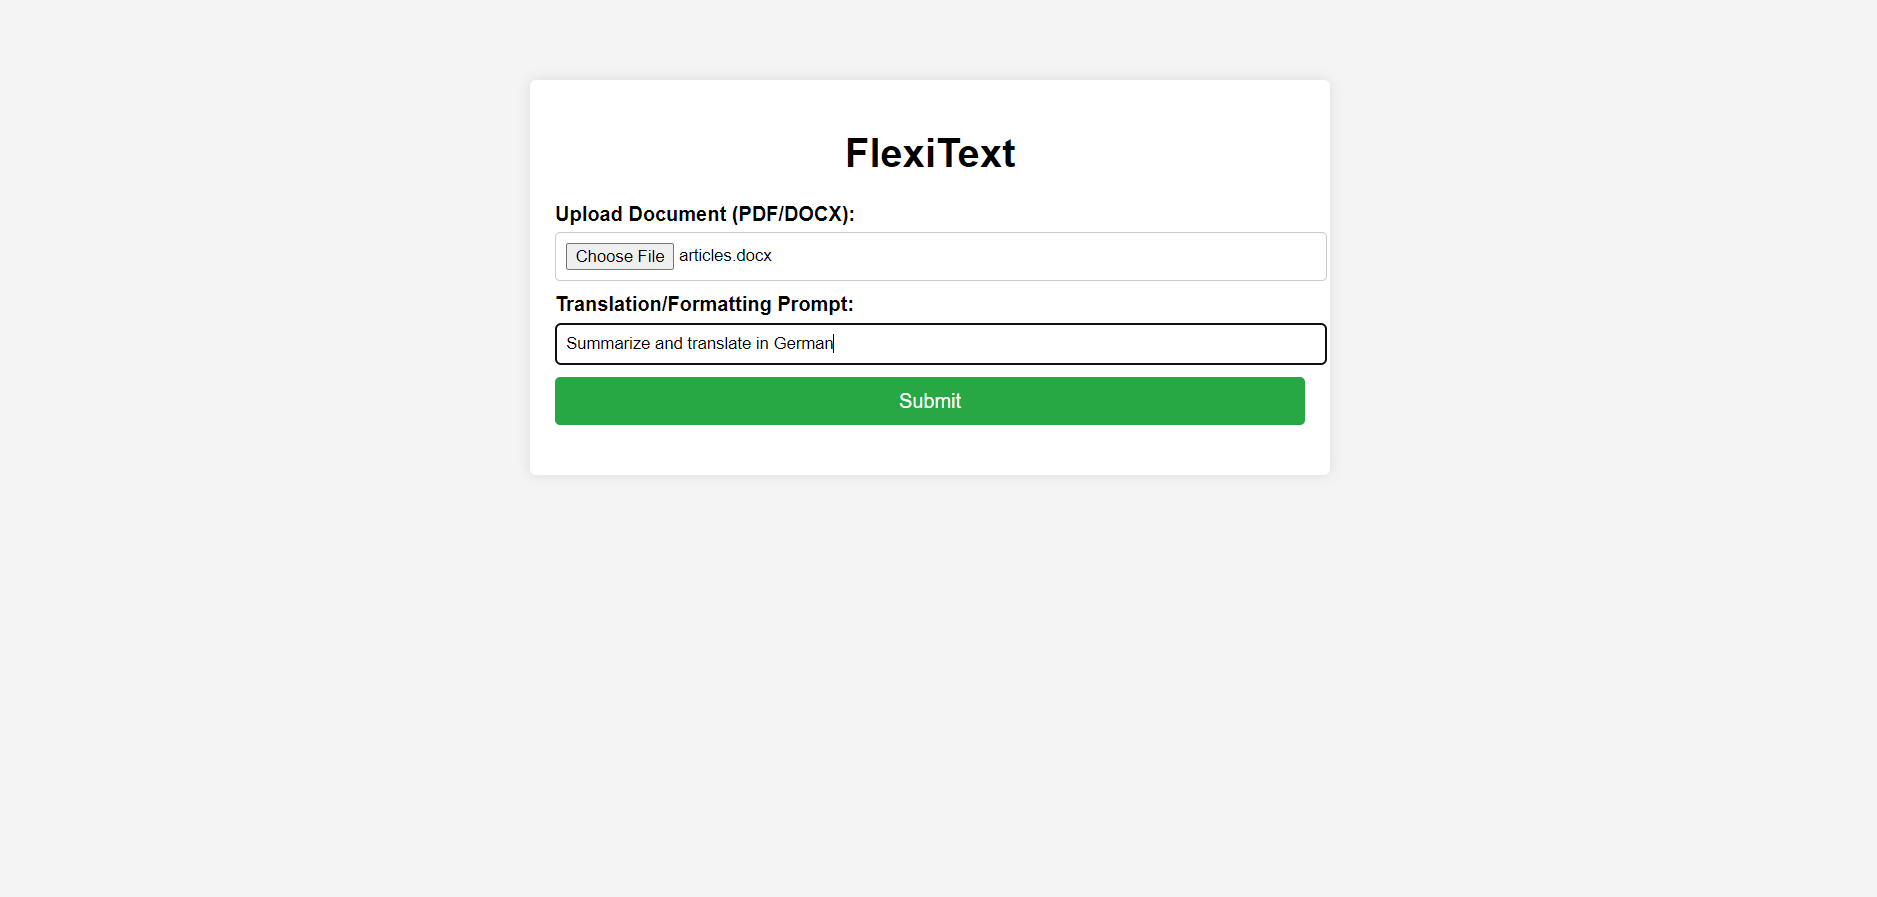 FlexiText
Upload Document (PDF/DOCX):
Choose File articles.docx
Translation/Formatting Prompt:
Summarize and translate in German
Submit